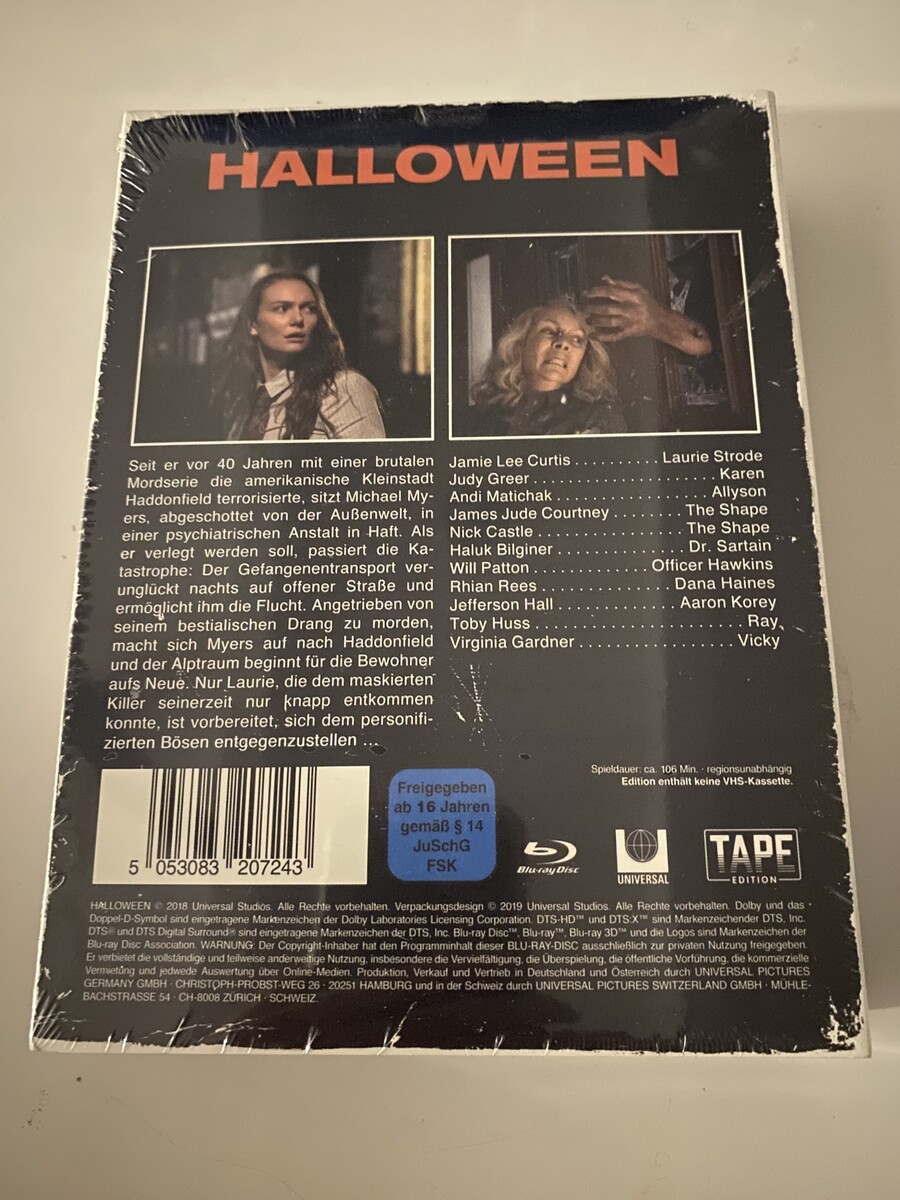 HALLOWEEN
Seit er vor 40 Jahren mit einer brutalen
Mordserie die amerikanische Kleinstadt
Haddonfield terrorisierte, sitzt Michael My-
ers, abgeschottet von der Außenwelt, in
einer psychiatrischen Anstalt in Haft. Als
er verlegt werden soll, passiert die Ka-
tastrophe: Der Gefangenentransport ver-
unglückt nachts auf offener Straße und
ermöglicht ihm die Flucht. Angetrieben von
seinem bestialischen Drang zu morden,
macht sich Myers auf nach Haddonfield
und der Alptraum beginnt für die Bewohner
aufs Neue. Nur Laurie, die dem maskierten
Killer seinerzeit nur knapp entkommen
konnte, ist vorbereitet, sich dem personifi-
zierten Bösen entgegenzustellen ...
Jamie Lee Curtis . . . . . . . . . . Laurie Strode
Judy Greer . . . . . . . . . . . . . . . . . . . . . . Karen
Andi Matichak . . . . . . . . . . . . . . . . . . . Allyson
James Jude Courtney . . . . . . . . The Shape
Nick Castle . . . . . . . . . . . . . . . . . . The Shape
Haluk Bilginer . . . . . . . . . . . . . . . Dr. Sartain
Will Patton . . . . . . . . . . . . . Officer Hawkins
Rhian Rees . . . . . . . . . . . . . . . Dana Haines
Jefferson Hall . . . . . . . . . . . . . Aaron Korey
Toby Huss . . . . . . . . . . . . . . . . . . . . . . . . Ray
Virginia Gardner . . . . . . . . . . . . . . . . . . Vicky
Spieldauer: ca. 106 Min. · regionsunabhängig
Edition enthält keine VHS-Kassette.
5 053083 207243
Freigegeben
ab 16 Jahren
gemäß § 14
JuSchG
FSK
Blu-ray Disc
UNIVERSAL
TAPE
EDITION
HALLOWEEN © 2018 Universal Studios. Alle Rechte vorbehalten. Verpackungsdesign © 2019 Universal Studios. Alle Rechte vorbehalten. Dolby und das
Doppel-D-Symbol sind eingetragene Markenzeichen der Dolby Laboratories Licensing Corporation. DTS-HD™ und DTS:X™ sind Markenzeichender DTS, Inc.
DTS® und DTS Digital Surround® sind eingetragene Markenzeichen der DTS, Inc. Blu-ray Disc™, Blu-ray™, Blu-ray 3D™ und die Logos sind Markenzeichen der
Blu-ray Disc Association. WARNUNG: Der Copyright-Inhaber hat den Programminhalt dieser BLU-RAY-DISC ausschließlich zur privaten Nutzung freigegeben.
Er verbietet die vollständige und teilweise anderweitige Nutzung, insbesondere die Vervielfältigung, die Überspielung, die öffentliche Vorführung, die kommerzielle
Vermietung und jedwede Auswertung über Online-Medien. Produktion, Verkauf und Vertrieb in Deutschland und Österreich durch UNIVERSAL PICTURES
GERMANY GMBH · CHRISTOPH-PROBST-WEG 26 · 20251 HAMBURG und in der Schweiz durch UNIVERSAL PICTURES SWITZERLAND GMBH · MÜHLE-
BACHSTRASSE 54 · CH-8008 ZÜRICH · SCHWEIZ.